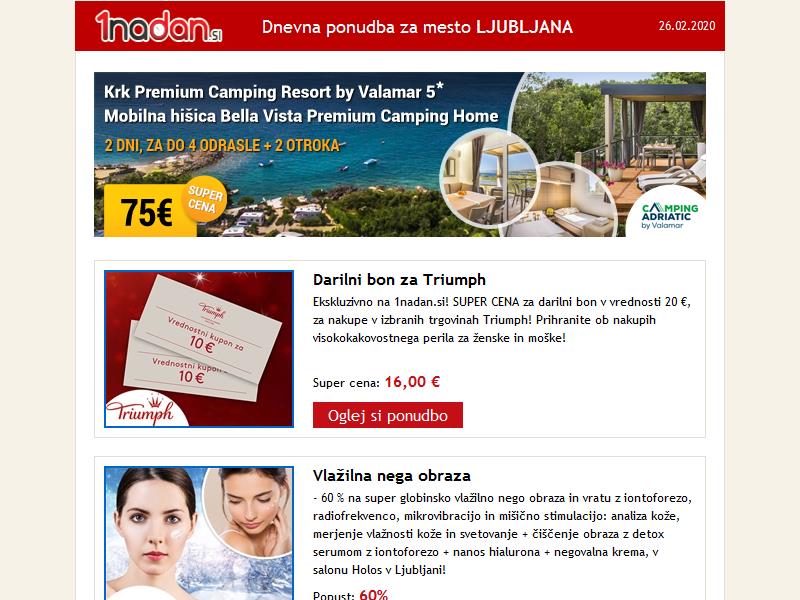 1nadan.si
Dnevna ponudba za mesto LJUBLJANA
26.02.2020
Krk Premium Camping Resort by Valamar 5*
Mobilna hišica Bella Vista Premium Camping Home
2 DNI, ZA DO 4 ODRASLE + 2 OTROKA
75€
SUPER
CENA
CAMPING
ADRIATIC
by Valamar
Triumph
Vrednostni kupon za
10 €
Vrednostni kupon
10 €
Triumph
Darilni bon za Triumph
Ekskluzivno na 1nadan.si! SUPER CENA za darilni bon v vrednosti 20 €,
za nakupe v izbranih trgovinah Triumph! Prihranite ob nakupih
visokokakovostnega perila za ženske in moške!
Super cena: 16,00 €
Oglej si ponudbo
Vlažilna nega obraza
- 60 % na super globinsko vlažilno nego obraza in vratu z iontoforezo,
radiofrekvenco, mikrovibracijo in mišično stimulacijo: analiza kože,
merjenje vlažnosti kože in svetovanje + čiščenje obraza z detox
serumom z iontoforezo + nanos hialurona + negovalna krema, v
salonu Holos v Ljubljani!
Popust: 60%